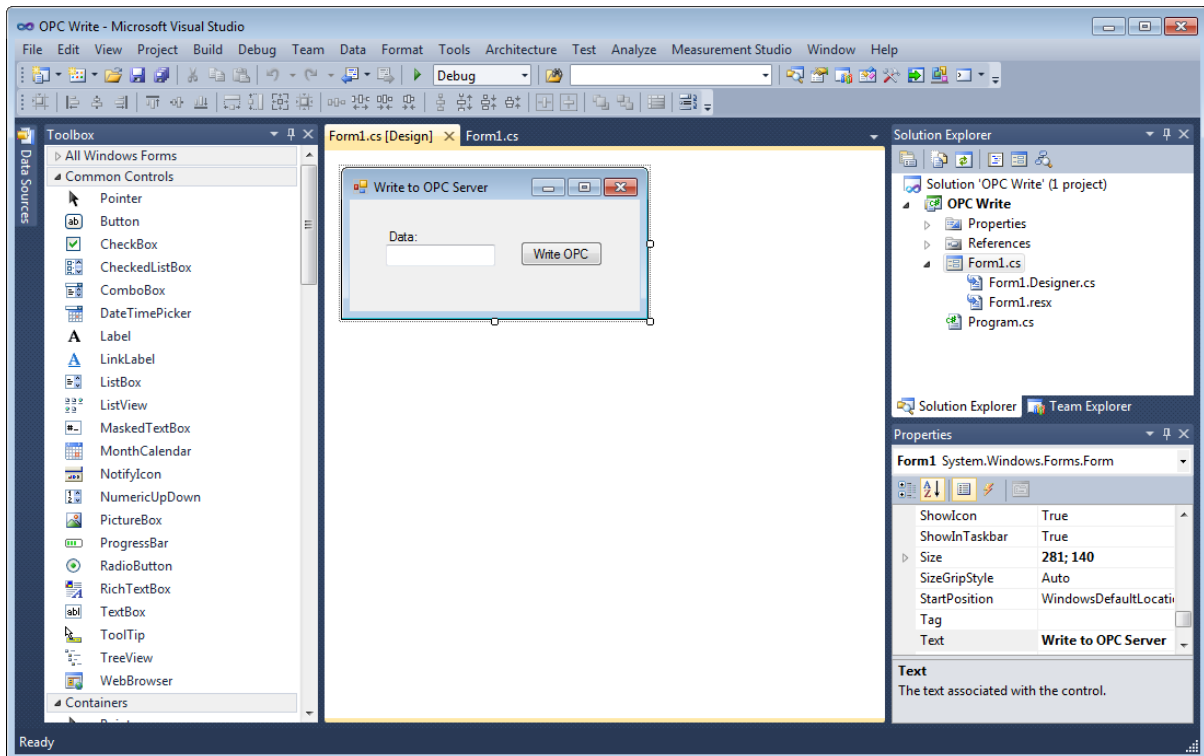 OPC Write - Microsoft Visual Studio
File Edit View Project Build Debug Team Data Format Tools Architecture Test Analyze Measurement Studio Window Help
Debug
Data Sources
Toolbox
All Windows Forms
Common Controls
Pointer
Button
CheckBox
CheckedListBox
ComboBox
DateTimePicker
Label
LinkLabel
ListBox
ListView
MaskedTextBox
MonthCalendar
NotifyIcon
NumericUpDown
PictureBox
ProgressBar
RadioButton
RichTextBox
TextBox
ToolTip
TreeView
WebBrowser
Containers
Form1.cs [Design] Form1.cs
Write to OPC Server
Data:
Write OPC
Solution Explorer
Solution 'OPC Write' (1 project)
OPC Write
Properties
References
Form1.cs
Form1.Designer.cs
Form1.resx
Program.cs
Solution Explorer Team Explorer
Properties
Form1 System.Windows.Forms.Form
ShowIcon True
ShowInTaskbar True
Size 281; 140
SizeGripStyle Auto
StartPosition WindowsDefaultLocati
Tag
Text Write to OPC Server
Text
The text associated with the control.
Ready